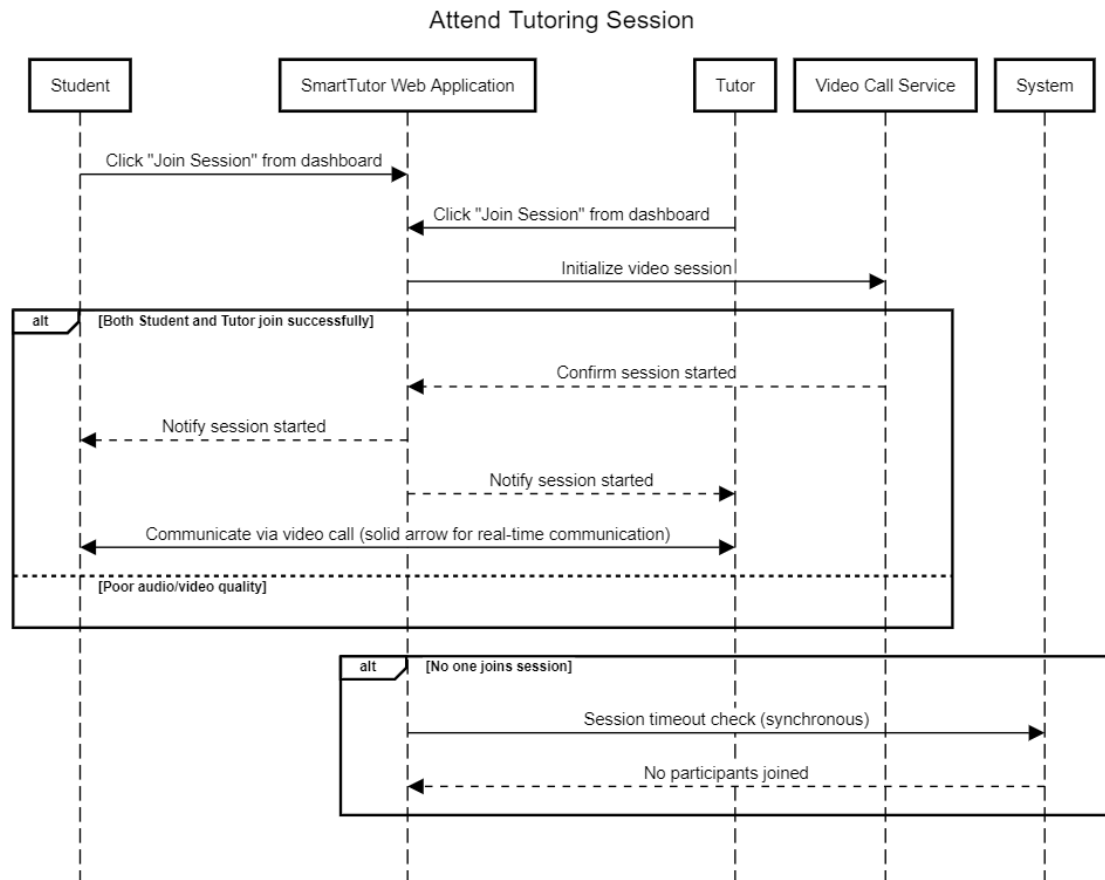 Attend Tutoring Session
Student
SmartTutor Web Application
Tutor
Video Call Service
System
Click "Join Session" from dashboard
Click "Join Session" from dashboard
Initialize video session
alt
[Both Student and Tutor join successfully]
Confirm session started
Notify session started
Notify session started
Communicate via video call (solid arrow for real-time communication)
[Poor audio/video quality]
alt
[No one joins session]
Session timeout check (synchronous)
No participants joined